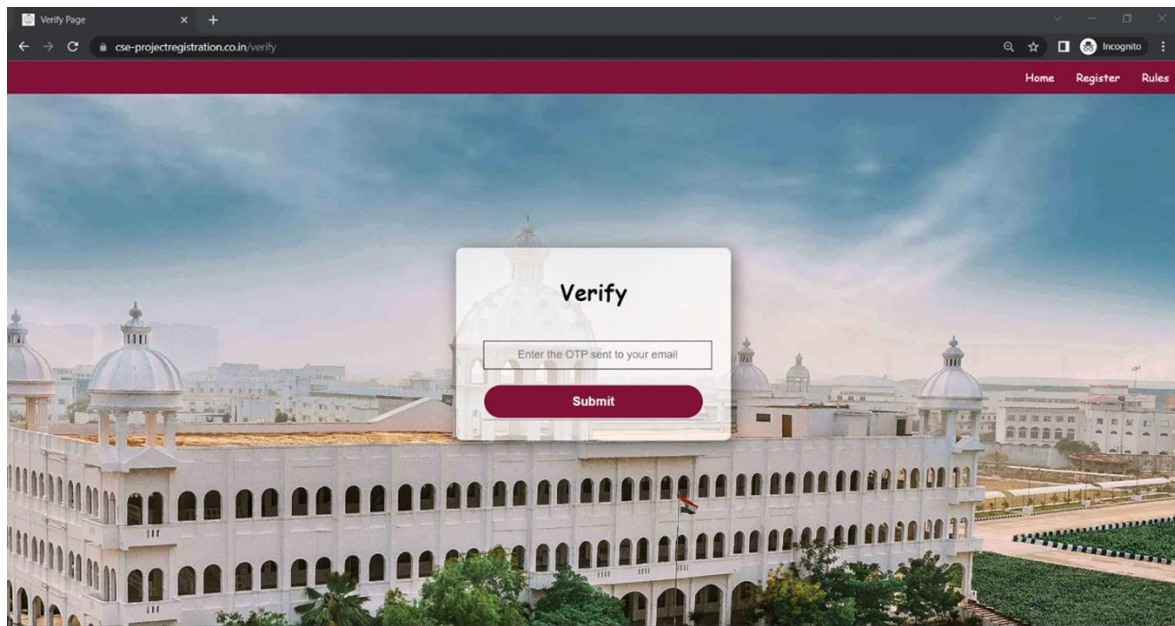 Verify Page
cse-projectregistration.co.in/verify
Incognito
Home Register Rules
Verify
Enter the OTP sent to your email
Submit